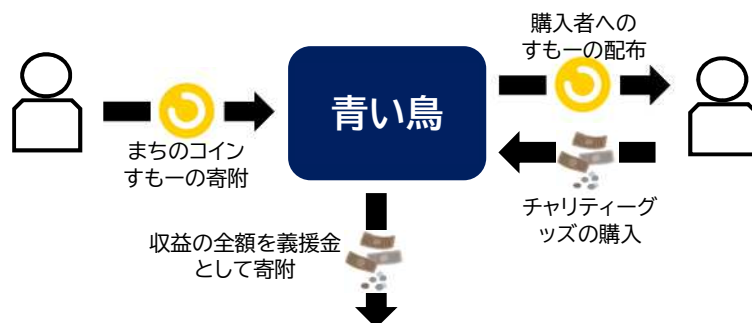 購入者への
すもーの配布
青い鳥
まちのコイン
すもーの寄附
チャリティーグ
ッズの購入
収益の全額を義援金
として寄附